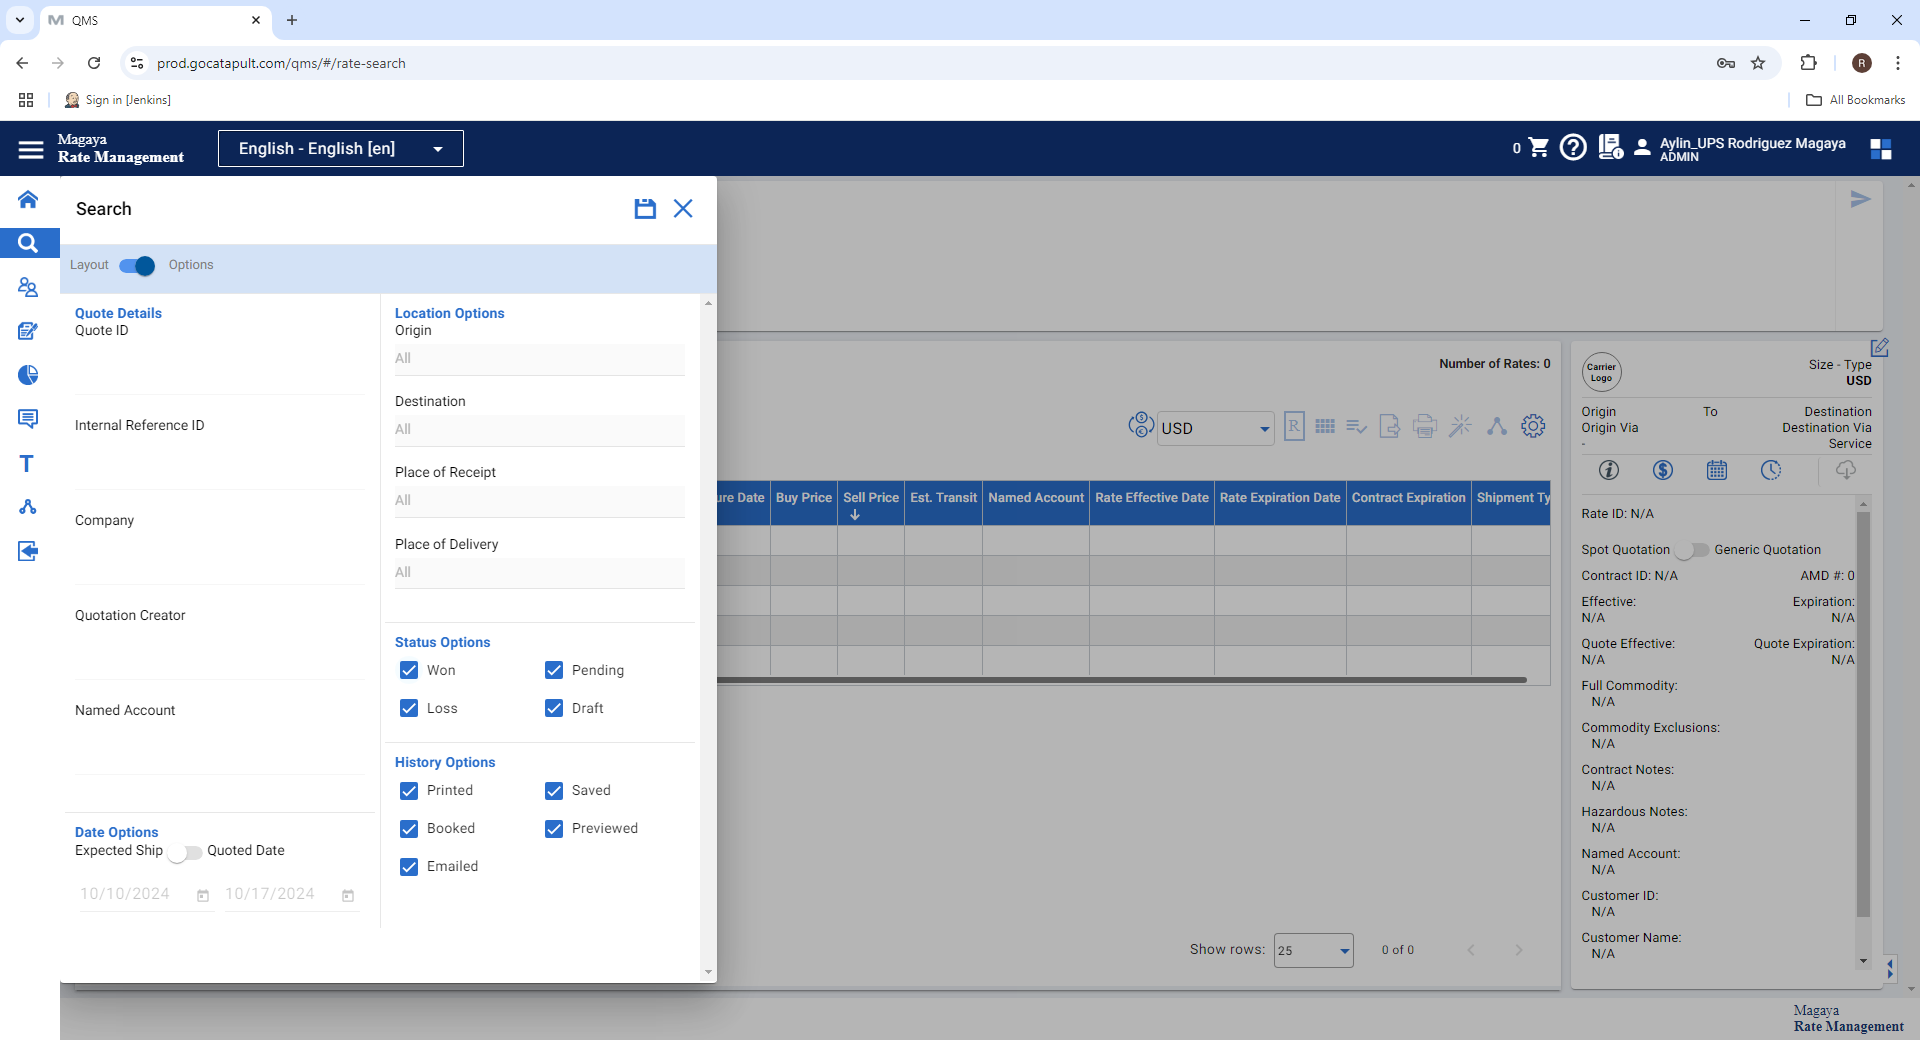 QMS
prod.gocatapult.com/qms/#/rate-search
R
Sign in [Jenkins]
All Bookmarks
Magaya
Rate Management
English - English [en]
0
Aylin_UPS Rodriguez Magaya
ADMIN
Search
Layout
Options
Quote Details
Quote ID
Internal Reference ID
Company
Quotation Creator
Named Account
Date Options
Expected Ship
Quoted Date
10/10/2024
10/17/2024
Location Options
Origin
All
Destination
All
Place of Receipt
All
Place of Delivery
All
Status Options
Won
Pending
Loss
Draft
History Options
Printed
Saved
Booked
Previewed
Emailed
Number of Rates: 0
USD
R
ure Date
Buy Price
Sell Price
Est. Transit
Named Account
Rate Effective Date
Rate Expiration Date
Contract Expiration
Shipment Ty
Show rows:
25
0 of 0
Carrier
Logo
Size - Type
USD
Origin
To
Destination
Origin Via
Destination Via
-
Service
Rate ID: N/A
Spot Quotation
Generic Quotation
Contract ID: N/A
AMD #: 0
Effective:
Expiration:
N/A
N/A
Quote Effective:
Quote Expiration:
N/A
N/A
Full Commodity:
N/A
Commodity Exclusions:
N/A
Contract Notes:
N/A
Hazardous Notes:
N/A
Named Account:
N/A
Customer ID:
N/A
Customer Name:
N/A
Magaya
Rate Management